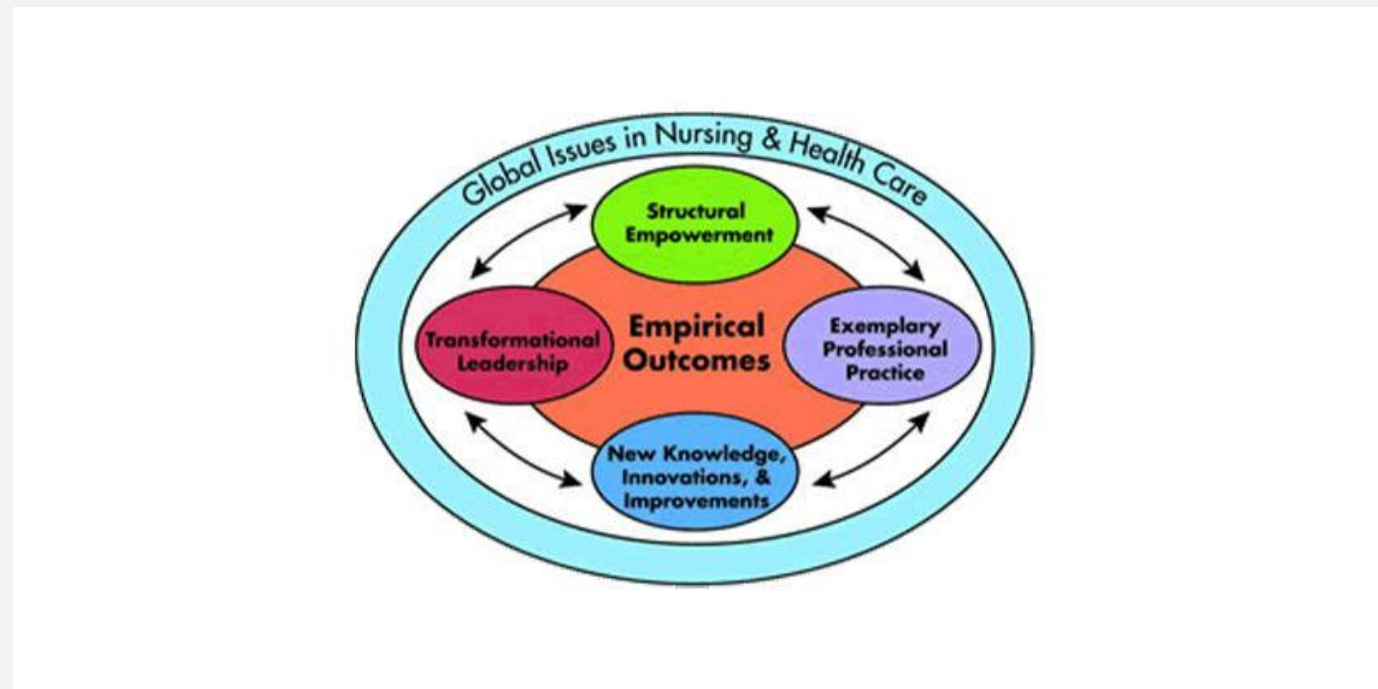 Global Issues in Nursing & Health Care
Structural
Empowerment
Transformational
Leadership
Empirical
Outcomes
Exemplary
Professional
Practice
New Knowledge,
Innovations, &
Improvements